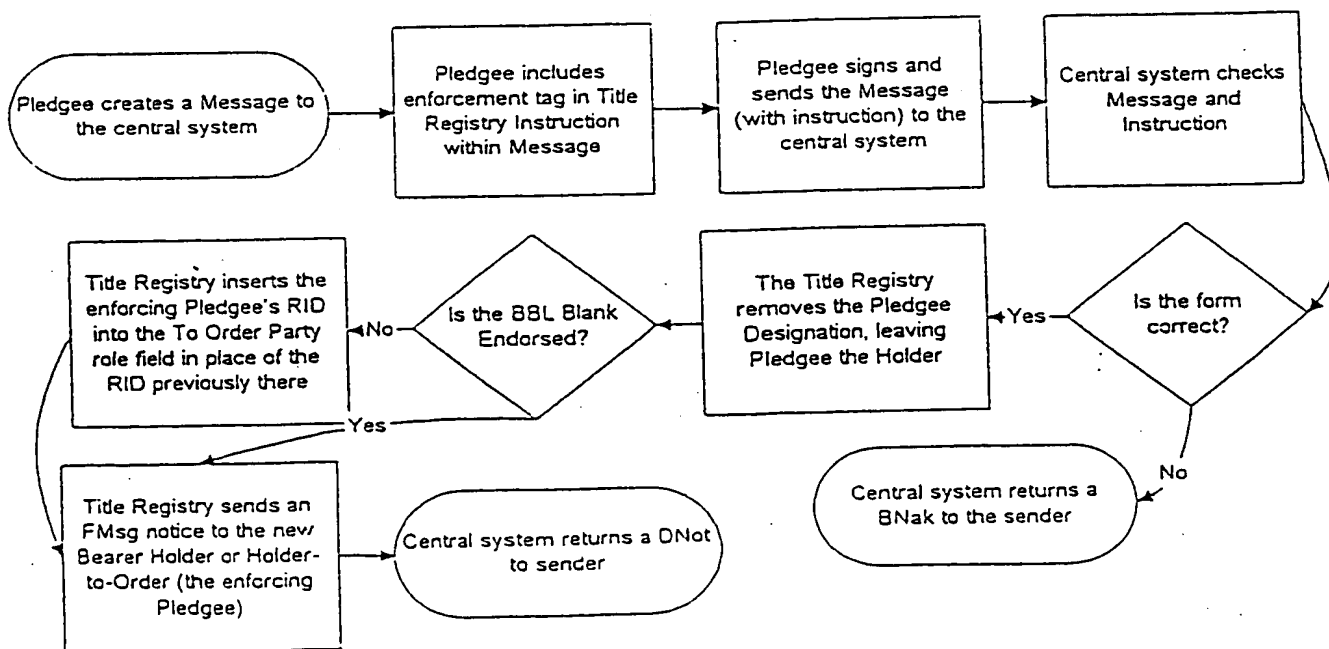 Pledgee creates a Message to
the central system
Pledgee includes
enforcement tag in Title
Registry Instruction
within Message
Pledgee signs and
sends the Message
(with instruction) to the
central system
Central system checks
Message and
Instruction
Is the form
correct?
Yes
No
The Title Registry
removes the Pledgee
Designation, leaving
Pledgee the Holder
Is the BBL Blank
Endorsed?
No
Yes
Title Registry inserts the
enforcing Pledgee's RID
into the To Order Party
role field in place of the
RID previously there
Title Registry sends an
FMsg notice to the new
Bearer Holder or Holder-
to-Order (the enforcing
Pledgee)
Central system returns a DNot
to sender
Central system returns a
BNak to the sender